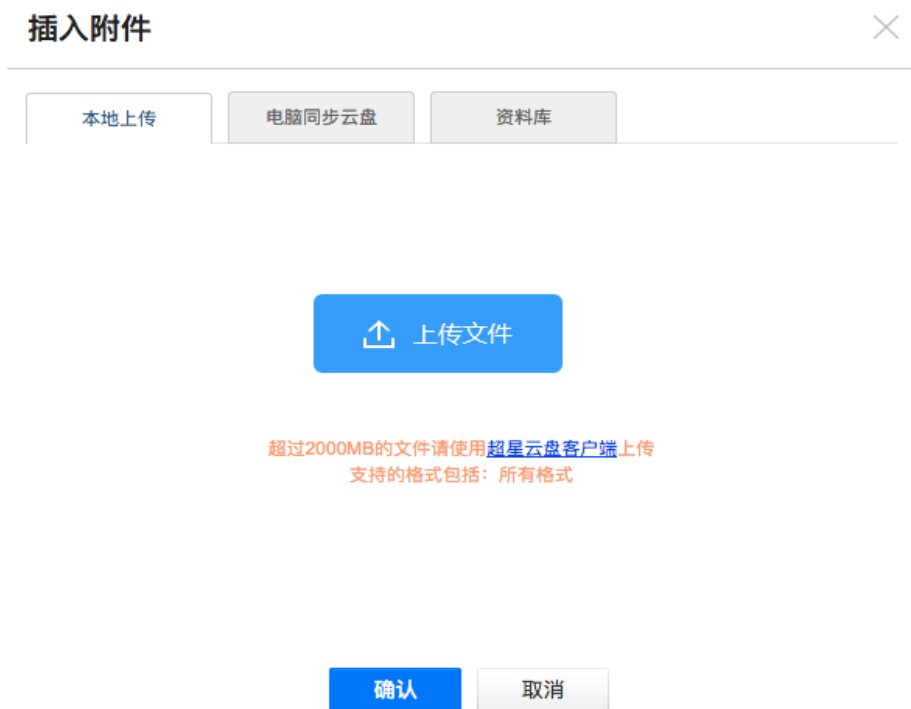 插入附件
本地上传 电脑同步云盘 资料库
上传文件
超过2000MB的文件请使用超星云盘客户端上传
支持的格式包括：所有格式
确认 取消